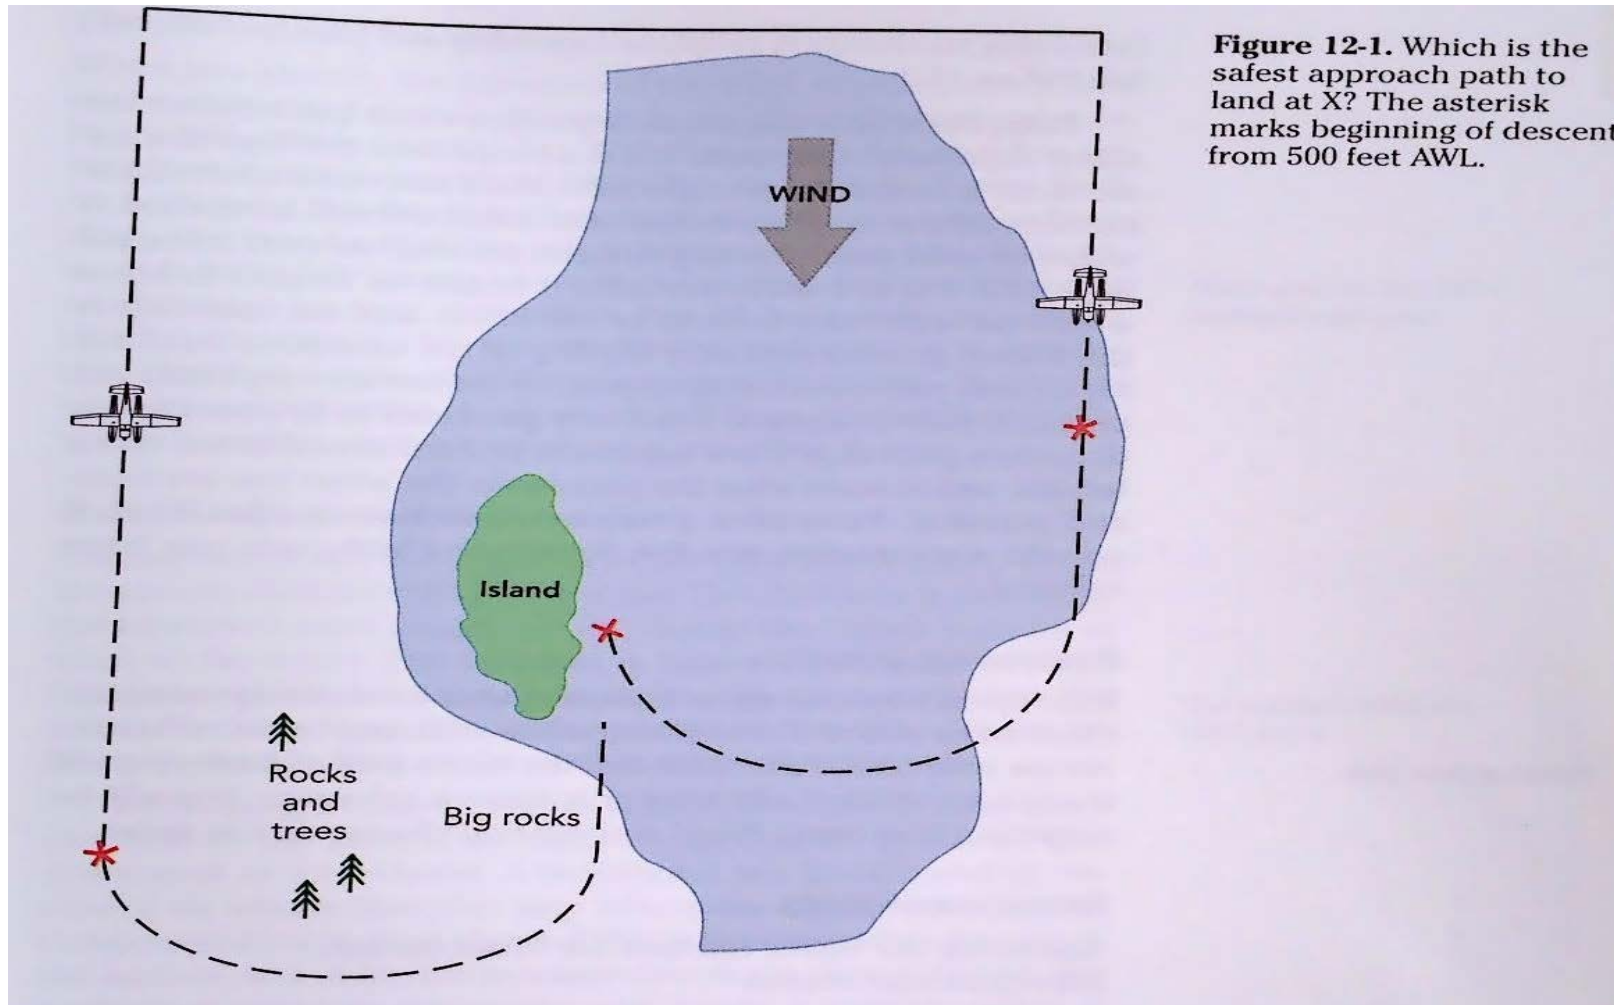 Figure 12-1. Which is the
safest approach path to
land at X? The asterisk
marks beginning of descent
from 500 feet AWL.
WIND
Island
Rocks
and
trees
Big rocks